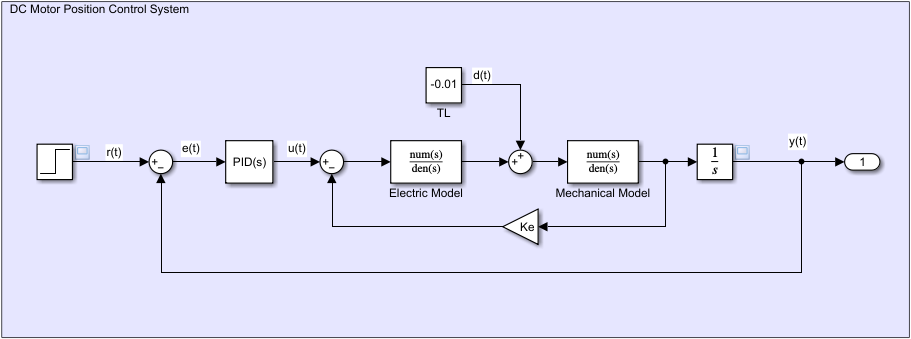 DC Motor Position Control System
d(t)
-0.01
TL
r(t)
e(t)
u(t)
y(t)
+
−
PID(s)
+
−
num(s)
den(s)
Electric Model
+
+
num(s)
den(s)
Mechanical Model
1
s
1
Ke